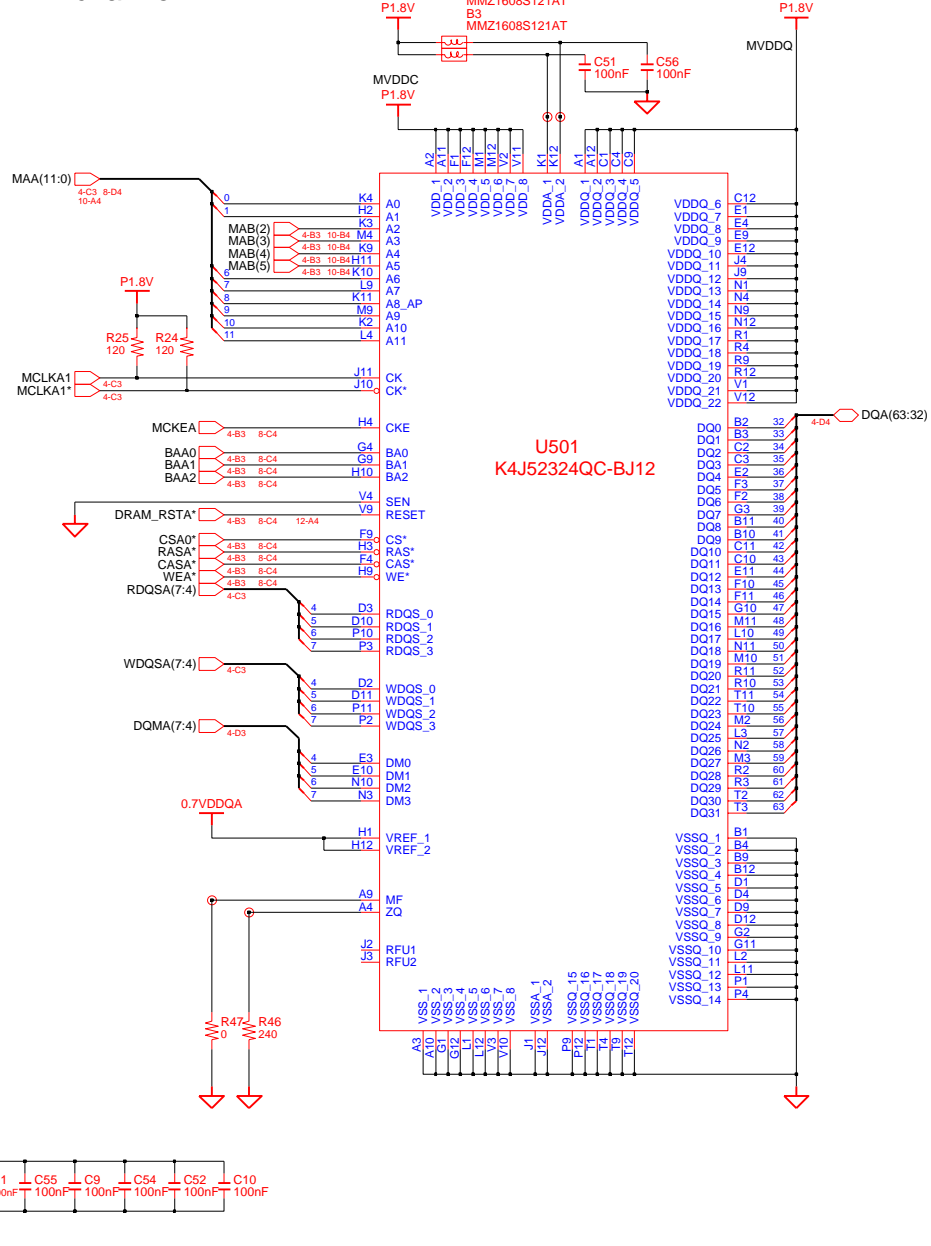 P1.8V
MMZ1608S121AT
B3
MMZ1608S121AT
P1.8V
MVDDQ
C51
100nF
C56
100nF
MVDDC
P1.8V
A2 A11 F1 F12 M1 M12 V2 V11 K1 K12 A1 A12 C1 C4 C9
VDD_1 VDD_2 VDD_3 VDD_4 VDD_5 VDD_6 VDD_7 VDD_8 VDDA_1 VDDA_2 VDDQ_1 VDDQ_2 VDDQ_3 VDDQ_4 VDDQ_5
MAA(11:0)
4-C3 8-D4
10-A4
0 K4 A0
1 H2 A1
MAB(2) K3 A2
MAB(3) 4-B3 10-B4 M4 A3
MAB(4) 4-B3 10-B4 K9 A4
MAB(5) 4-B3 10-B4 H11 A5
4-B3 10-B4
6 K10 A6
7 L9 A7
8 K11 A8_AP
9 M9 A9
10 K2 A10
11 L4 A11
P1.8V
R25
120
R24
120
MCLKA1 4-C3 J11 CK
MCLKA1* 4-C3 J10 CK*
MCKEA 4-B3 8-C4 H4 CKE
BAA0 4-B3 8-C4 G4 BA0
BAA1 4-B3 8-C4 G9 BA1
BAA2 4-B3 8-C4 H10 BA2
V4 SEN
DRAM_RSTA* 4-B3 8-C4 12-A4 V9 RESET
CSA0* 4-B3 8-C4 F9 CS*
RASA* 4-B3 8-C4 H3 RAS*
CASA* 4-B3 8-C4 F4 CAS*
WEA* 4-B3 8-C4 H9 WE*
RDQSA(7:4) 4-C3
4 D3 RDQS_0
5 D10 RDQS_1
6 P10 RDQS_2
7 P3 RDQS_3
WDQSA(7:4) 4-C3
4 D2 WDQS_0
5 D11 WDQS_1
6 P11 WDQS_2
7 P2 WDQS_3
DQMA(7:4) 4-D3
4 E3 DM0
5 E10 DM1
6 N10 DM2
7 N3 DM3
0.7VDDQA
H1 VREF_1
H12 VREF_2
A9 MF
A4 ZQ
J2 RFU1
J3 RFU2
R47
0
R46
240
U501
K4J52324QC-BJ12
VDDQ_6 C12
VDDQ_7 E1
VDDQ_8 E4
VDDQ_9 E9
VDDQ_10 E12
VDDQ_11 J4
VDDQ_12 J9
VDDQ_13 N1
VDDQ_14 N4
VDDQ_15 N9
VDDQ_16 N12
VDDQ_17 R1
VDDQ_18 R4
VDDQ_19 R9
VDDQ_20 R12
VDDQ_21 V1
VDDQ_22 V12
4-D4 DQA(63:32)
DQ0 B2 32
DQ1 B3 33
DQ2 C2 34
DQ3 C3 35
DQ4 E2 36
DQ5 F3 37
DQ6 F2 38
DQ7 G3 39
DQ8 B11 40
DQ9 B10 41
DQ10 C11 42
DQ11 C10 43
DQ12 E11 44
DQ13 F10 45
DQ14 F11 46
DQ15 G10 47
DQ16 M11 48
DQ17 L10 49
DQ18 N11 50
DQ19 M10 51
DQ20 R11 52
DQ21 R10 53
DQ22 T11 54
DQ23 T10 55
DQ24 M2 56
DQ25 L3 57
DQ26 N2 58
DQ27 M3 59
DQ28 R2 60
DQ29 R3 61
DQ30 T2 62
DQ31 T3 63
VSSQ_1 B1
VSSQ_2 B4
VSSQ_3 B9
VSSQ_4 B12
VSSQ_5 D1
VSSQ_6 D4
VSSQ_7 D9
VSSQ_8 D12
VSSQ_9 G2
VSSQ_10 G11
VSSQ_11 L2
VSSQ_12 L11
VSSQ_13 P1
VSSQ_14 P4
VSS_1 VSS_2 VSS_3 VSS_4 VSS_5 VSS_6 VSS_7 VSS_8 VSSA_1 VSSA_2 VSSQ_15 VSSQ_16 VSSQ_17 VSSQ_18 VSSQ_19 VSSQ_20
A3 A10 G1 G12 L1 L12 V3 V10 J1 J12 P9 P12 T1 T4 T9 T12
C55 C9 C54 C52 C10
100nF 100nF 100nF 100nF 100nF